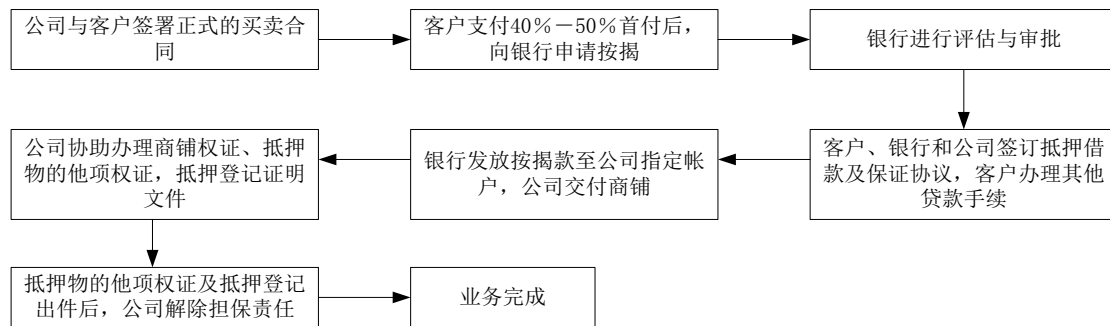 公司与客户签署正式的买卖合
同
客户支付40％－50％首付后，
向银行申请按揭
银行进行评估与审批
客户、银行和公司签订抵押借
款及保证协议，客户办理其他
贷款手续
银行发放按揭款至公司指定帐
户，公司交付商铺
公司协助办理商铺权证、抵押
物的他项权证，抵押登记证明
文件
抵押物的他项权证及抵押登记
出件后，公司解除担保责任
业务完成